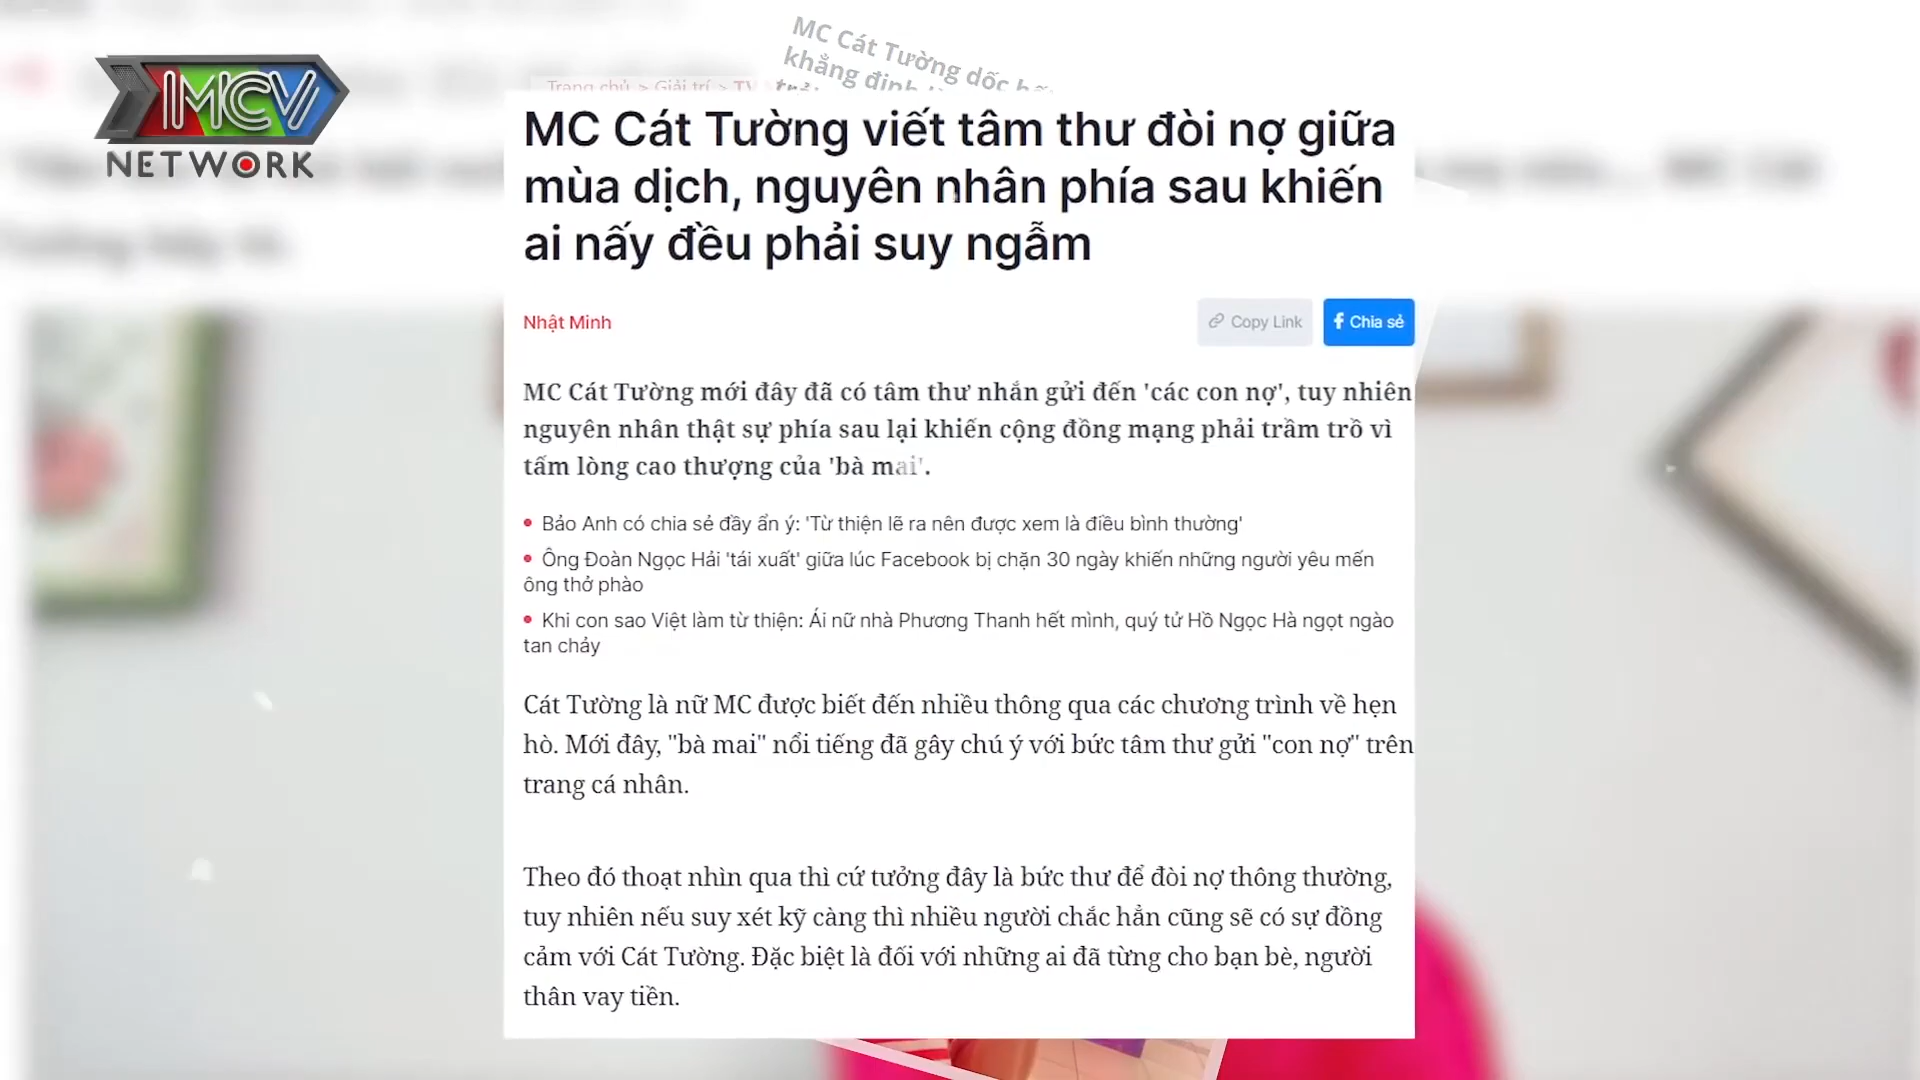 MCV
NETWORK
MC Cát Tường dốc
khẳng định
Trang chủ > Giải trí > TV
MC Cát Tường viết tâm thư đòi nợ giữa
mùa dịch, nguyên nhân phía sau khiến
ai nấy đều phải suy ngẫm
Nhật Minh
Copy Link
Chia sẻ
MC Cát Tường mới đây đã có tâm thư nhắn gửi đến 'các con nợ', tuy nhiên
nguyên nhân thật sự phía sau lại khiến cộng đồng mạng phải trầm trồ vì
tấm lòng cao thượng của 'bà mai'.
Bảo Anh có chia sẻ đầy ẩn ý: 'Từ thiện lẽ ra nên được xem là điều bình thường'
Ông Đoàn Ngọc Hải 'tái xuất' giữa lúc Facebook bị chặn 30 ngày khiến những người yêu mến
ông thở phào
Khi con sao Việt làm từ thiện: Ái nữ nhà Phương Thanh hết mình, quý tử Hồ Ngọc Hà ngọt ngào
tan chảy
Cát Tường là nữ MC được biết đến nhiều thông qua các chương trình về hẹn
hò. Mới đây, "bà mai" nổi tiếng đã gây chú ý với bức tâm thư gửi "con nợ" trên
trang cá nhân.
Theo đó thoạt nhìn qua thì cứ tưởng đây là bức thư để đòi nợ thông thường,
tuy nhiên nếu suy xét kỹ càng thì nhiều người chắc hẳn cũng sẽ có sự đồng
cảm với Cát Tường. Đặc biệt là đối với những ai đã từng cho bạn bè, người
thân vay tiền.